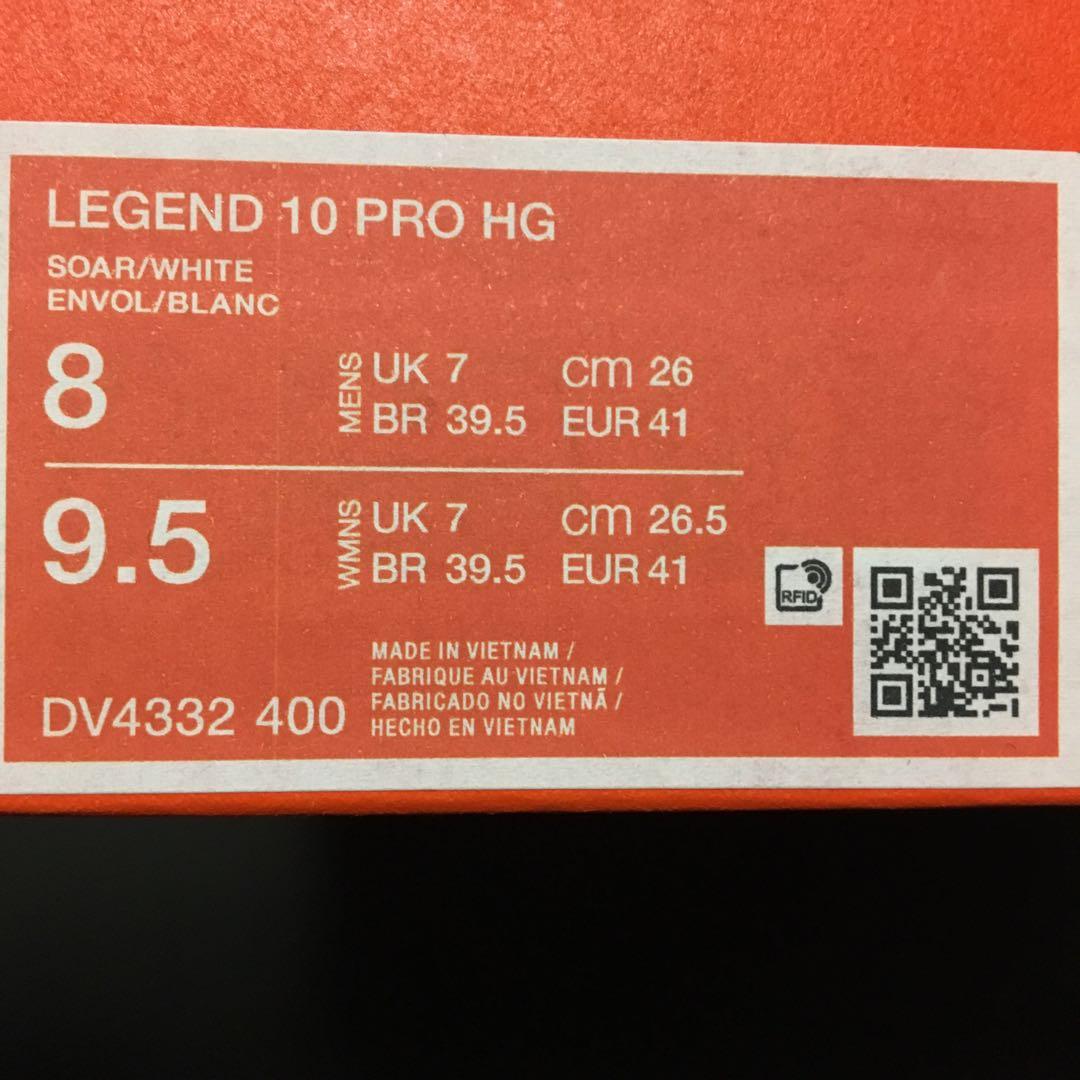 LEGEND 10 PRO HG
SOAR/WHITE
ENVOL/BLANC
8 MENS UK 7 cm 26
BR 39.5 EUR 41
9.5 WMNS UK 7 cm 26.5
BR 39.5 EUR 41
RFID
MADE IN VIETNAM /
FABRIQUE AU VIETNAM /
FABRICADO NO VIETNÃ /
HECHO EN VIETNAM
DV4332 400